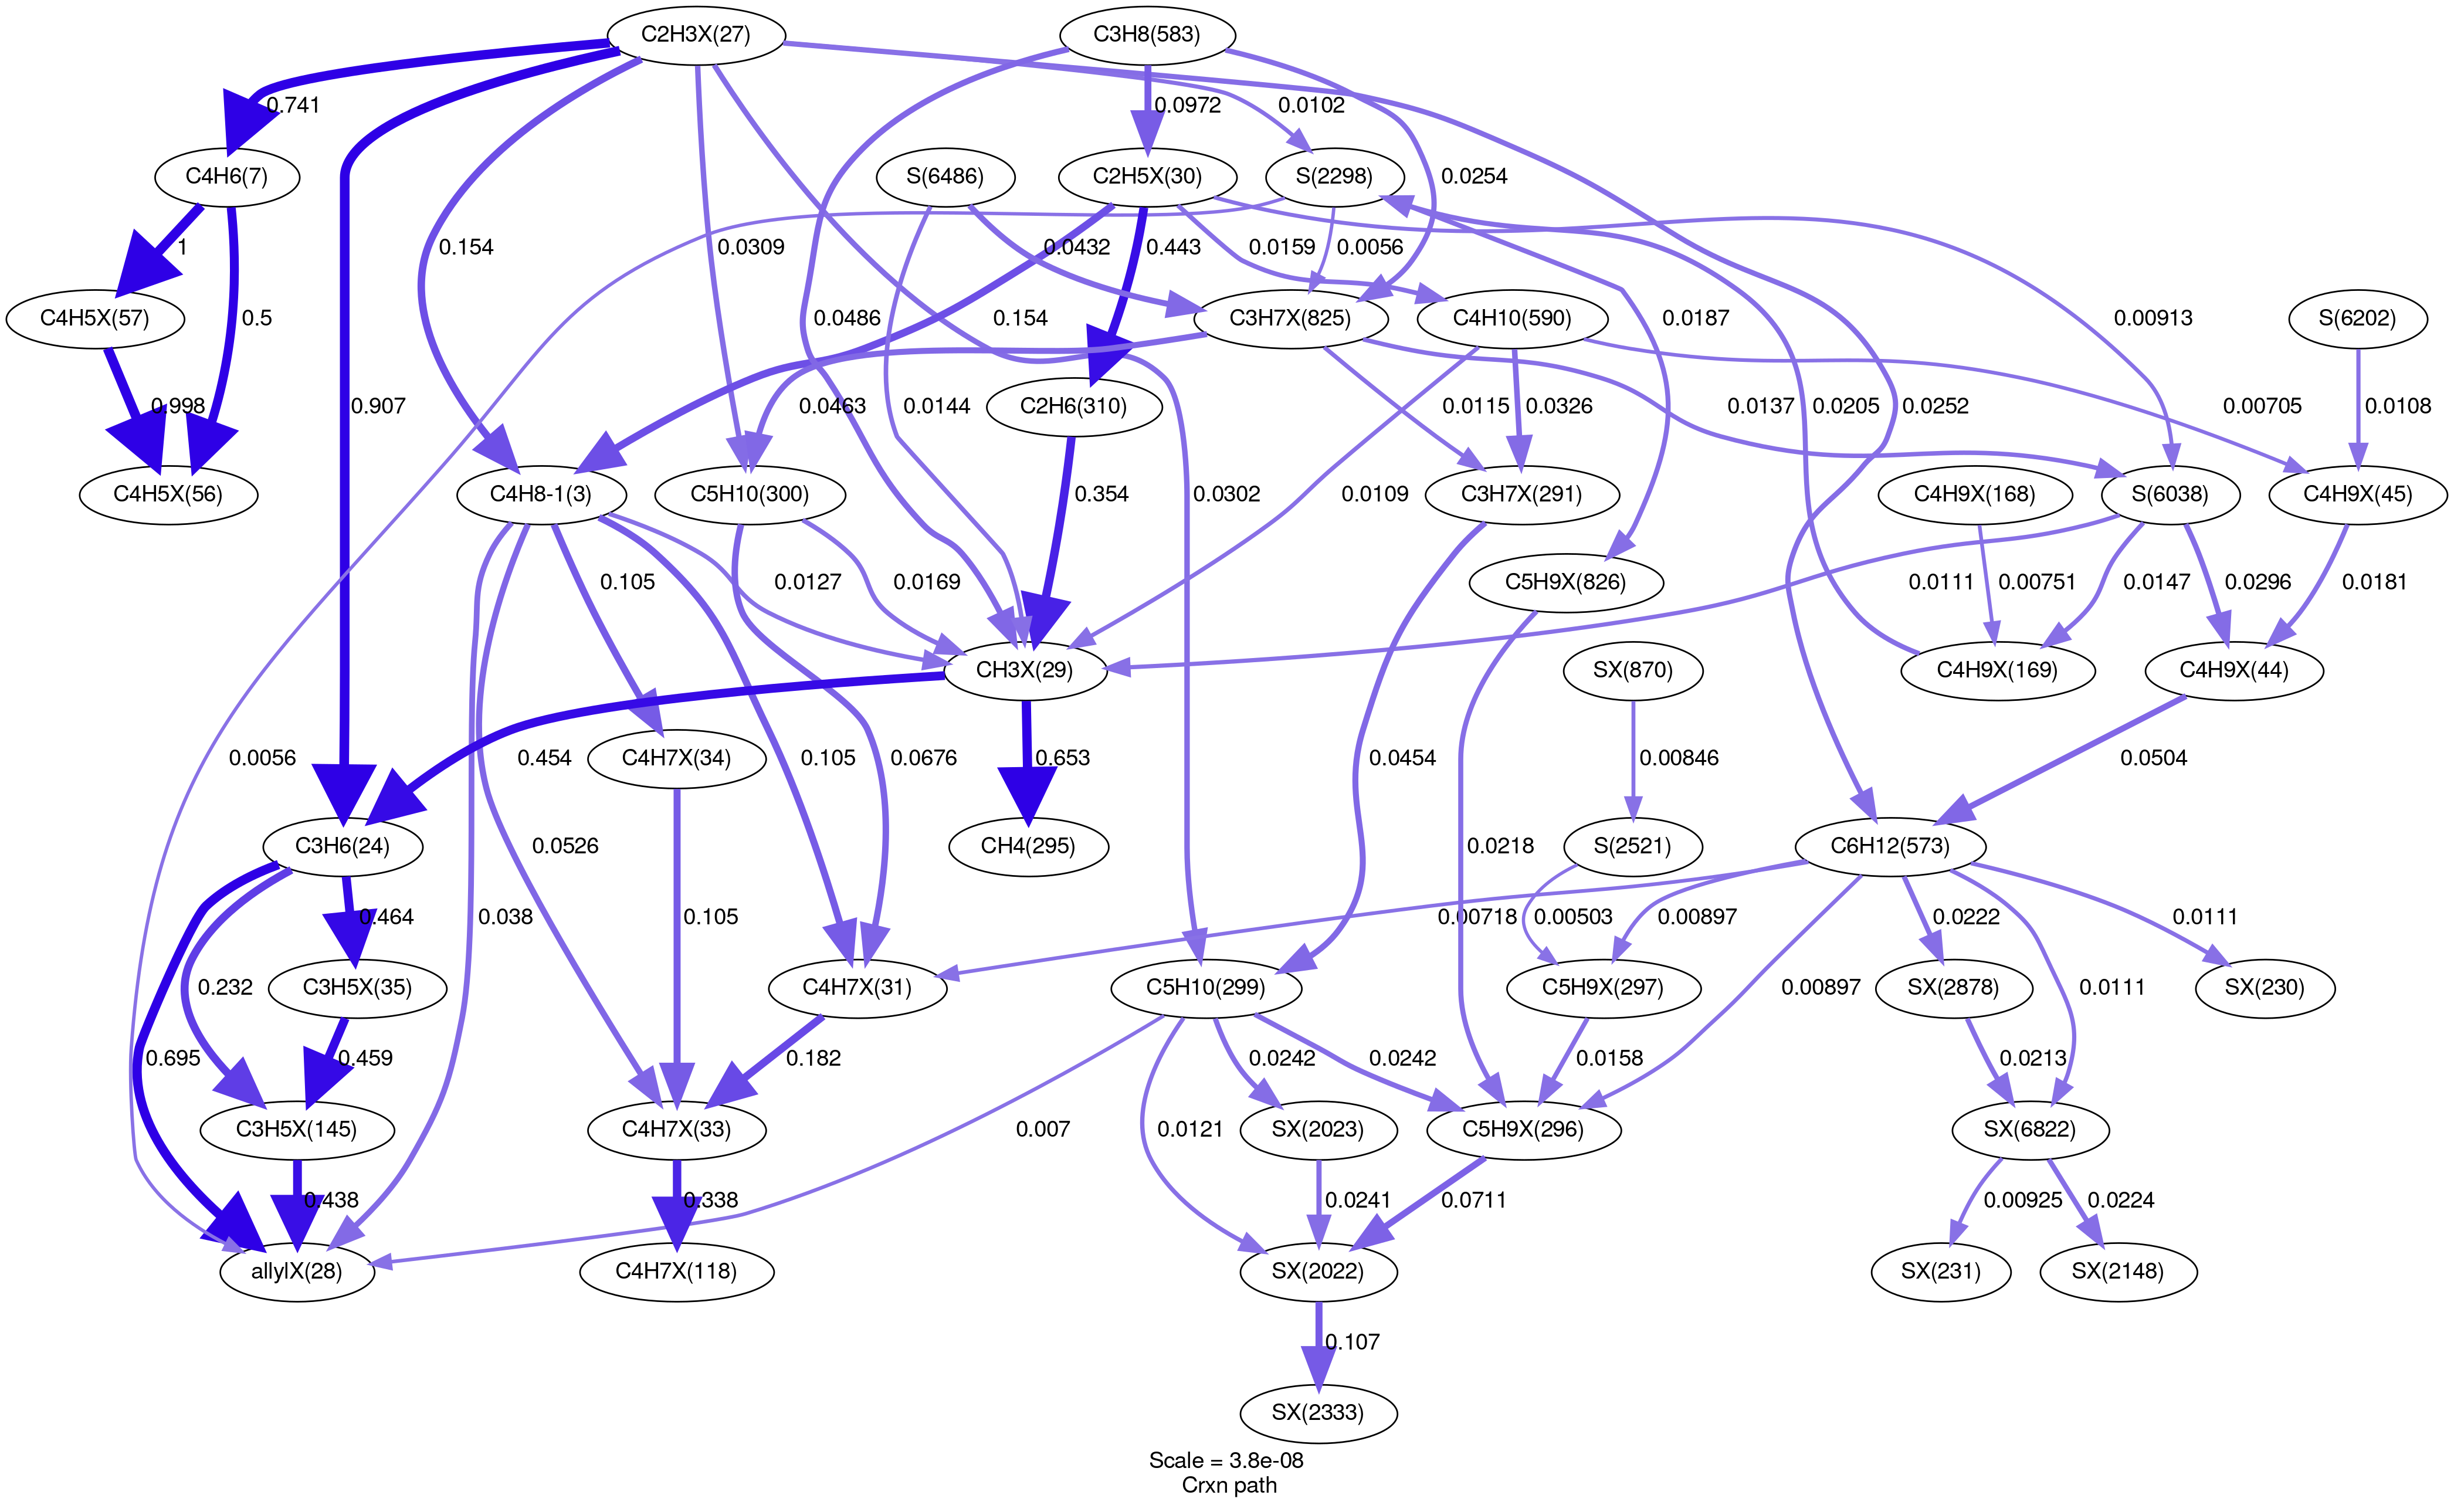 C2H3X(27)
C3H8(583)
0.741
0.0972
0.0102
C4H6(7)
S(6486)
C2H5X(30)
S(2298)
0.0254
1
0.154
0.0309
0.0432
0.443
0.0159
0.0056
C4H5X(57)
0.5
0.0486
0.154
C3H7X(825)
C4H10(590)
0.0187
0.00913
S(6202)
0.998
0.907
0.0463
0.0144
C2H6(310)
0.0115
0.0326
0.0137
0.0205
0.0252
0.00705
0.0108
C4H5X(56)
C4H8-1(3)
C5H10(300)
0.354
0.0302
0.0109
C3H7X(291)
C4H9X(168)
S(6038)
C4H9X(45)
0.105
0.0127
0.0169
C5H9X(826)
0.0111
0.00751
0.0147
0.0296
0.0181
CH3X(29)
SX(870)
C4H9X(169)
C4H9X(44)
0.0056
0.454
C4H7X(34)
0.105
0.0676
0.653
0.0454
0.00846
0.0504
C3H6(24)
0.0526
CH4(295)
0.0218
S(2521)
C6H12(573)
0.464
0.038
0.105
0.00718
0.00503
0.00897
0.0222
0.232
C3H5X(35)
C4H7X(31)
C5H10(299)
C5H9X(297)
0.00897
SX(2878)
0.0111
0.0111
SX(230)
0.695
0.459
0.182
0.0242
0.0242
0.0158
0.0213
C3H5X(145)
C4H7X(33)
0.007
0.0121
SX(2023)
C5H9X(296)
SX(6822)
0.438
0.338
0.0241
0.0711
0.00925
0.0224
allylX(28)
C4H7X(118)
SX(2022)
SX(231)
SX(2148)
0.107
SX(2333)
Scale = 3.8e-08
Crxn path